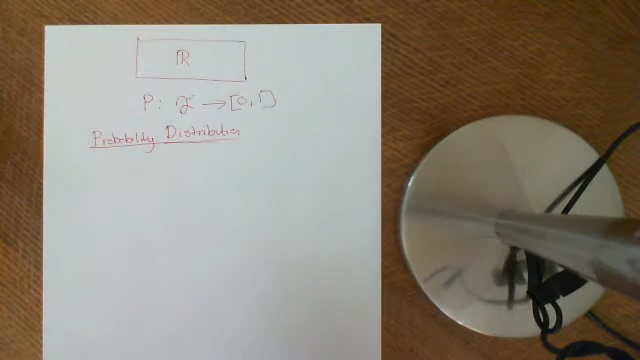 ℝ
P: ℱ → [0, 1]
Probability Distribution